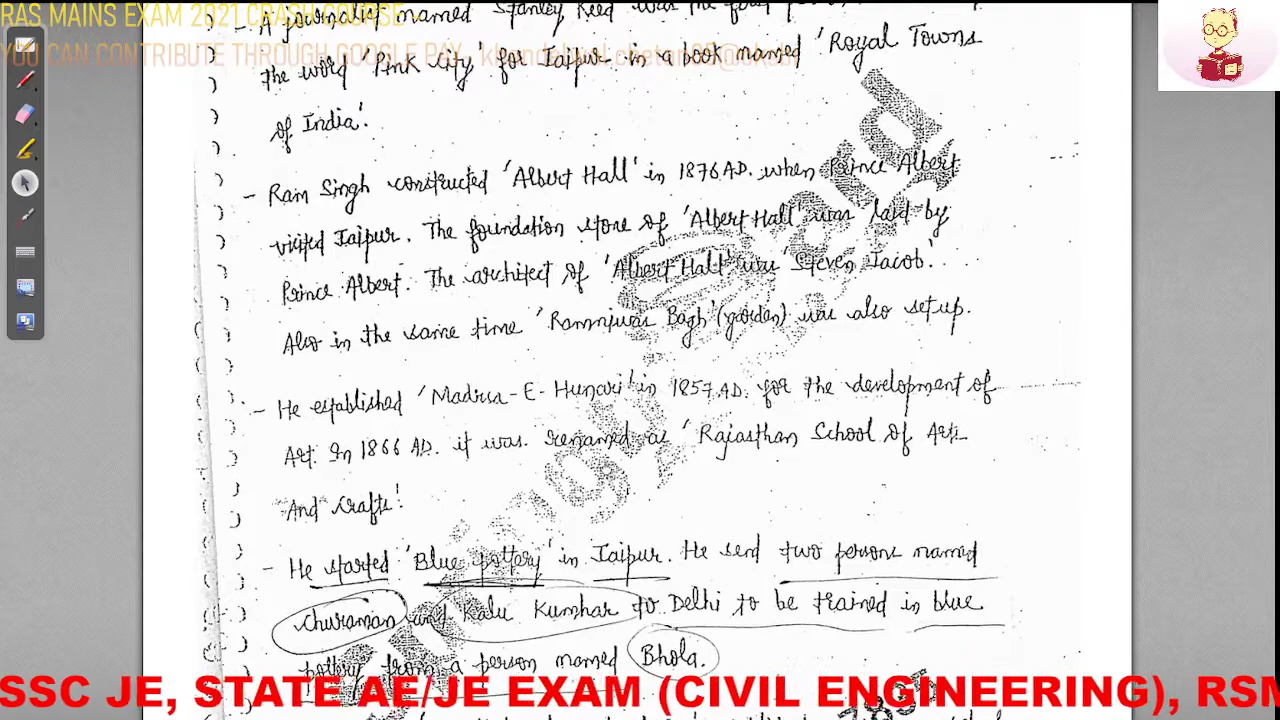 RAS MAINS EXAM 2021 CRASH COURSE -
YOU CAN CONTRIBUTE THROUGH GOOGLE PAY -
- A journalist named Stanley Reed was the
the word 'Pink City' for Jaipur in a book named 'Royal Towns
of India'.
- Ram Singh constructed 'Albert Hall' in 1876 AD. when Prince Albert
visited Jaipur. The foundation stone of 'Albert Hall' was laid by
Prince Albert. The architect of 'Albert Hall' was 'Steven Jacob'.
Also in the same time 'Ramniwas Bagh' (garden) was also setup.
- He established 'Madrsa-E-Hunari' in 1857 AD. for the development of
Art. In 1866 AD. it was renamed as 'Rajasthan School of Arts
And Crafts'.
- He started 'Blue pottery' in Jaipur. He send two persons named
churaman and Kalu Kumhar to Delhi to be trained in blue
pottery from a person named Bhola.
SSC JE, STATE AE/JE EXAM (CIVIL ENGINEERING), RSM